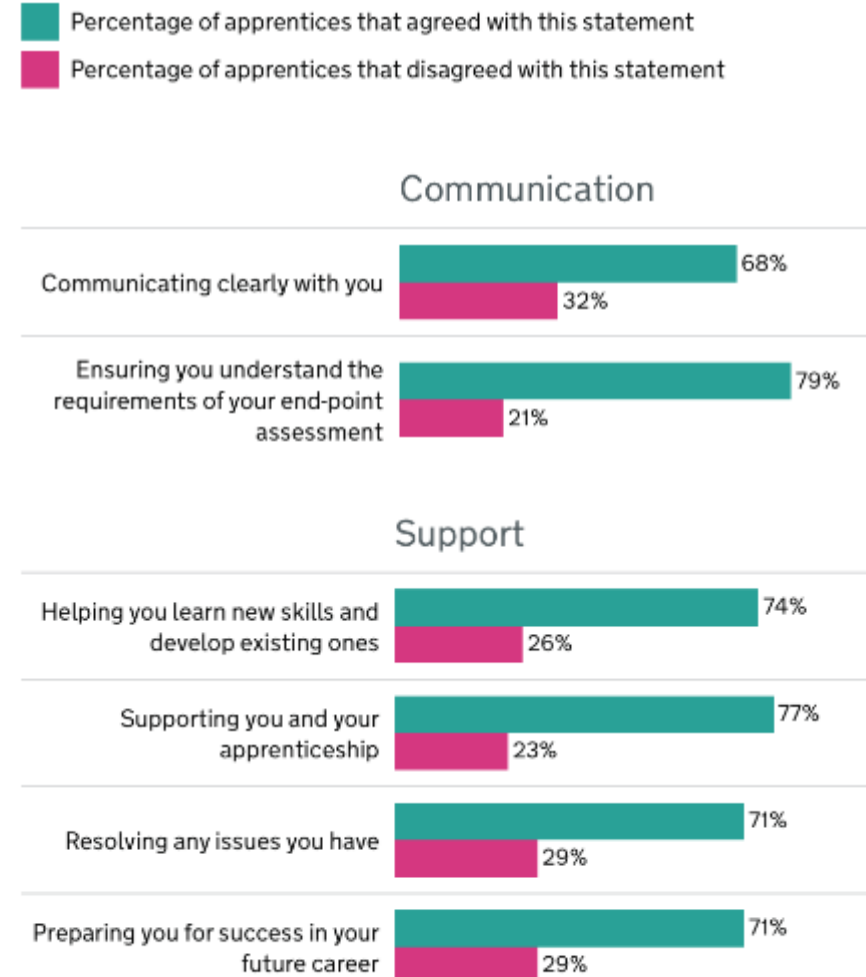 Percentage of apprentices that agreed with this statement
Percentage of apprentices that disagreed with this statement
Communication
Communicating clearly with you
68%
32%
Ensuring you understand the
requirements of your end-point
assessment
79%
21%
Support
Helping you learn new skills and
develop existing ones
74%
26%
Supporting you and your
apprenticeship
77%
23%
Resolving any issues you have
71%
29%
Preparing you for success in your
future career
71%
29%